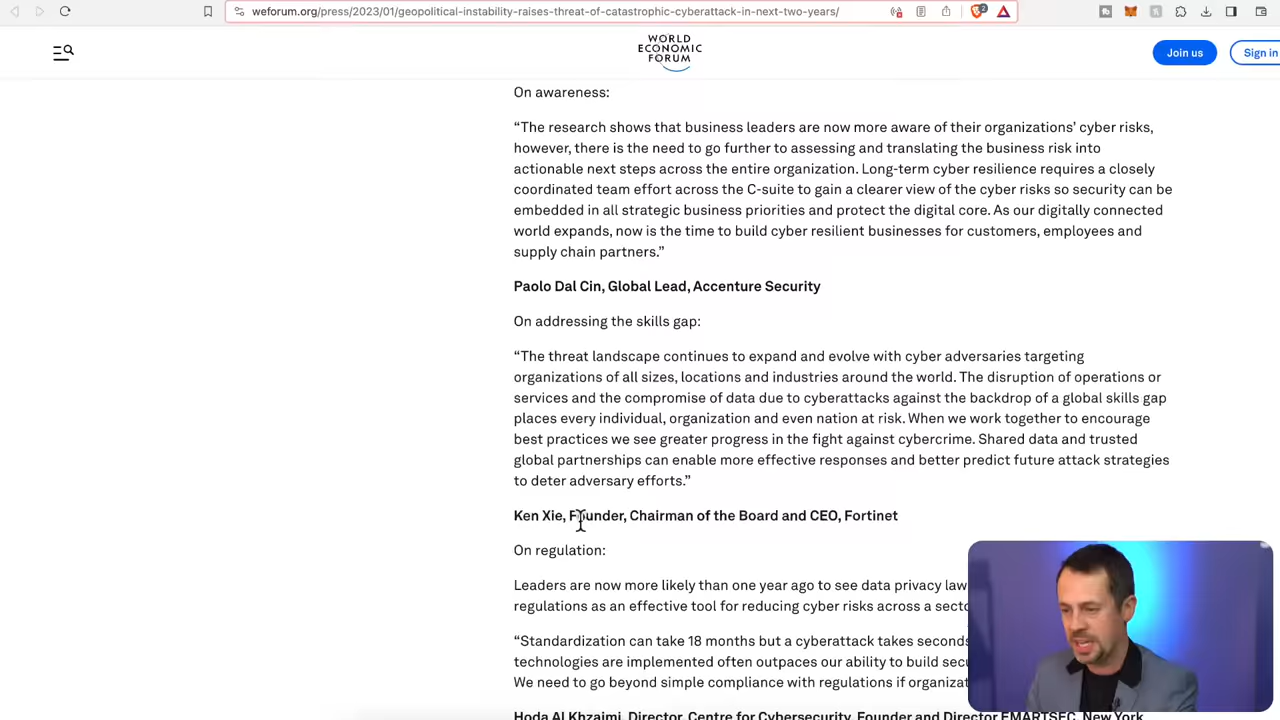 weforum.org/press/2023/01/geopolitical-instability-raises-threat-of-catastrophic-cyberattack-in-next-two-years/
2
WORLD
ECONOMIC
FORUM
Join us
Sign in
On awareness:
“The research shows that business leaders are now more aware of their organizations’ cyber risks,
however, there is the need to go further to assessing and translating the business risk into
actionable next steps across the entire organization. Long-term cyber resilience requires a closely
coordinated team effort across the C-suite to gain a clearer view of the cyber risks so security can be
embedded in all strategic business priorities and protect the digital core. As our digitally connected
world expands, now is the time to build cyber resilient businesses for customers, employees and
supply chain partners.”
Paolo Dal Cin, Global Lead, Accenture Security
On addressing the skills gap:
“The threat landscape continues to expand and evolve with cyber adversaries targeting
organizations of all sizes, locations and industries around the world. The disruption of operations or
services and the compromise of data due to cyberattacks against the backdrop of a global skills gap
places every individual, organization and even nation at risk. When we work together to encourage
best practices we see greater progress in the fight against cybercrime. Shared data and trusted
global partnerships can enable more effective responses and better predict future attack strategies
to deter adversary efforts.”
Ken Xie, Founder, Chairman of the Board and CEO, Fortinet
On regulation:
Leaders are now more likely than one year ago to see data privacy law
regulations as an effective tool for reducing cyber risks across a
“Standardization can take 18 months but a cyberattack takes seconds
technologies are implemented often outpaces our ability to build
We need to go beyond simple compliance with regulations if
Hoda Al Khzaimi, Director, Centre for Cybersecurity, Founder and Director EMARTSEC, New York